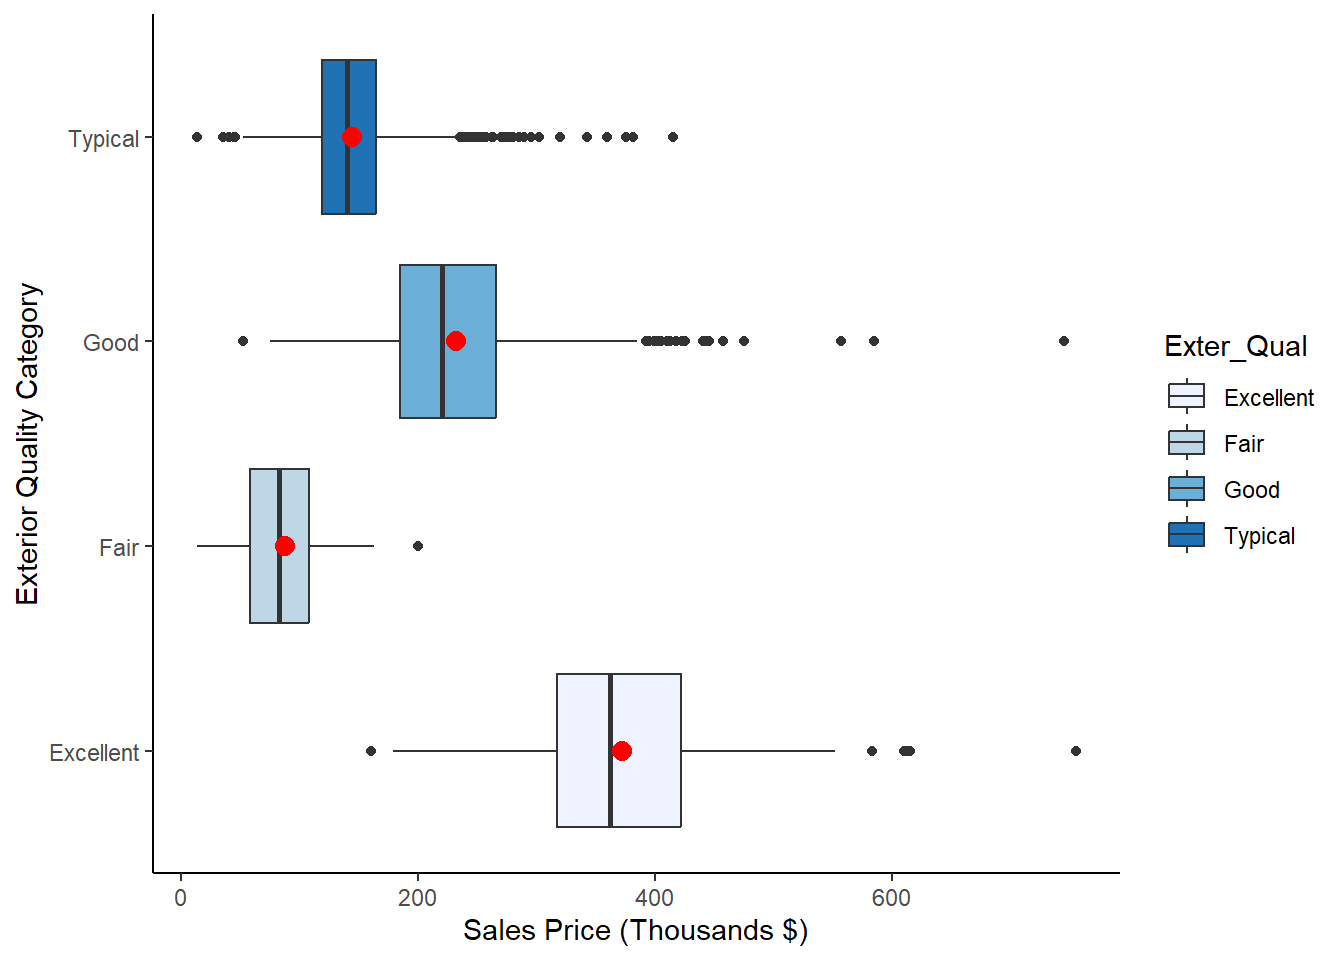 Typical
Good
Fair
Excellent
Exterior Quality Category
0 200 400 600
Sales Price (Thousands $)
Exter_Qual
Excellent
Fair
Good
Typical